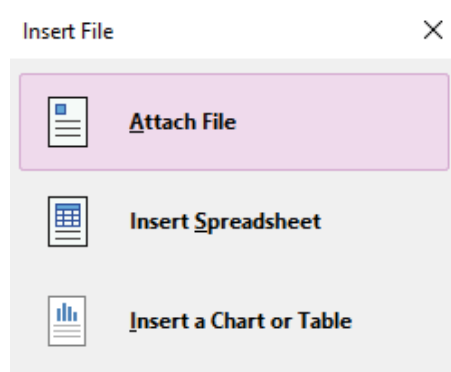 Insert File
Attach File
Insert Spreadsheet
Insert a Chart or Table